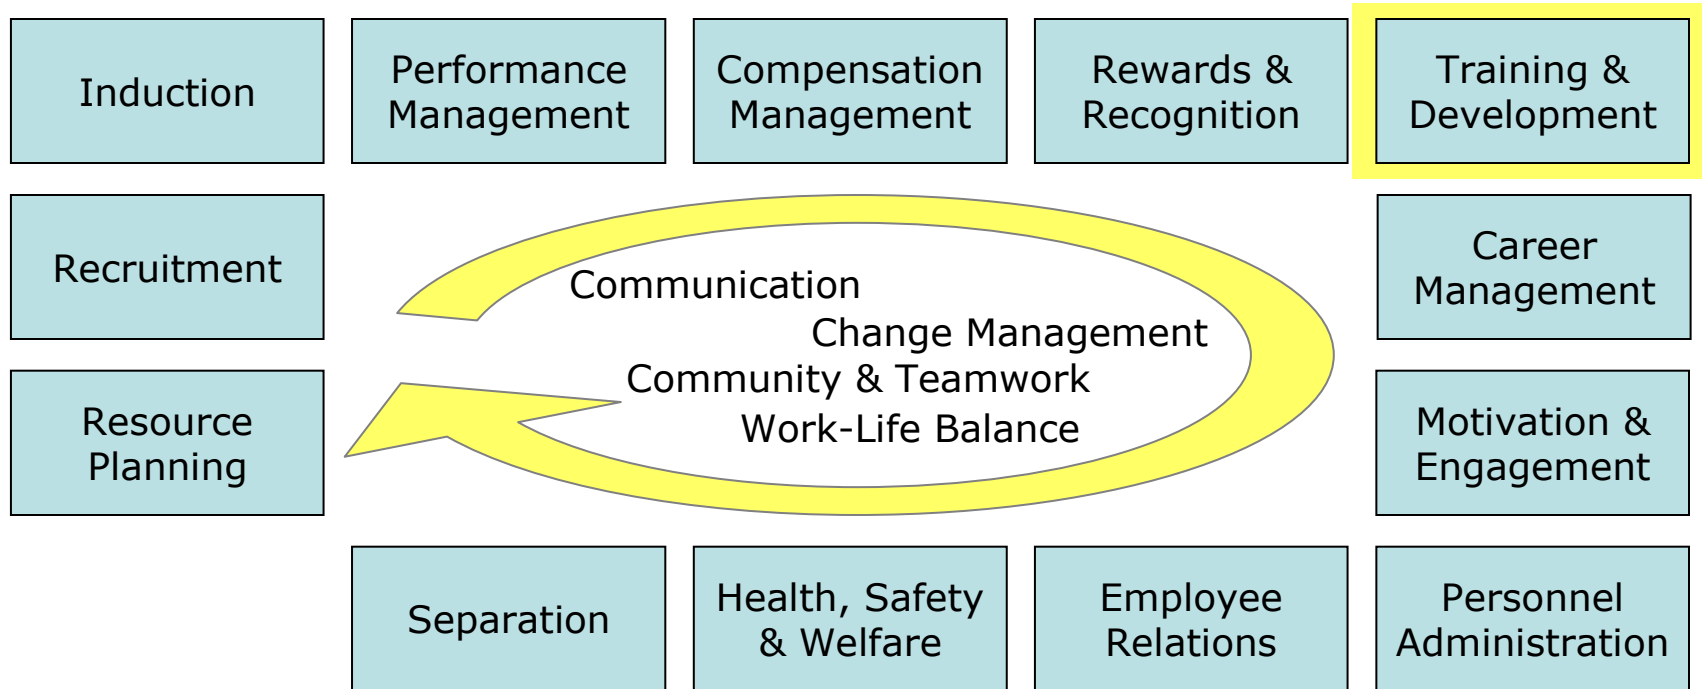 Induction
Performance
Management
Compensation
Management
Rewards &
Recognition
Training &
Development
Recruitment
Communication
Change Management
Community & Teamwork
Work-Life Balance
Career
Management
Resource
Planning
Motivation &
Engagement
Separation
Health, Safety
& Welfare
Employee
Relations
Personnel
Administration